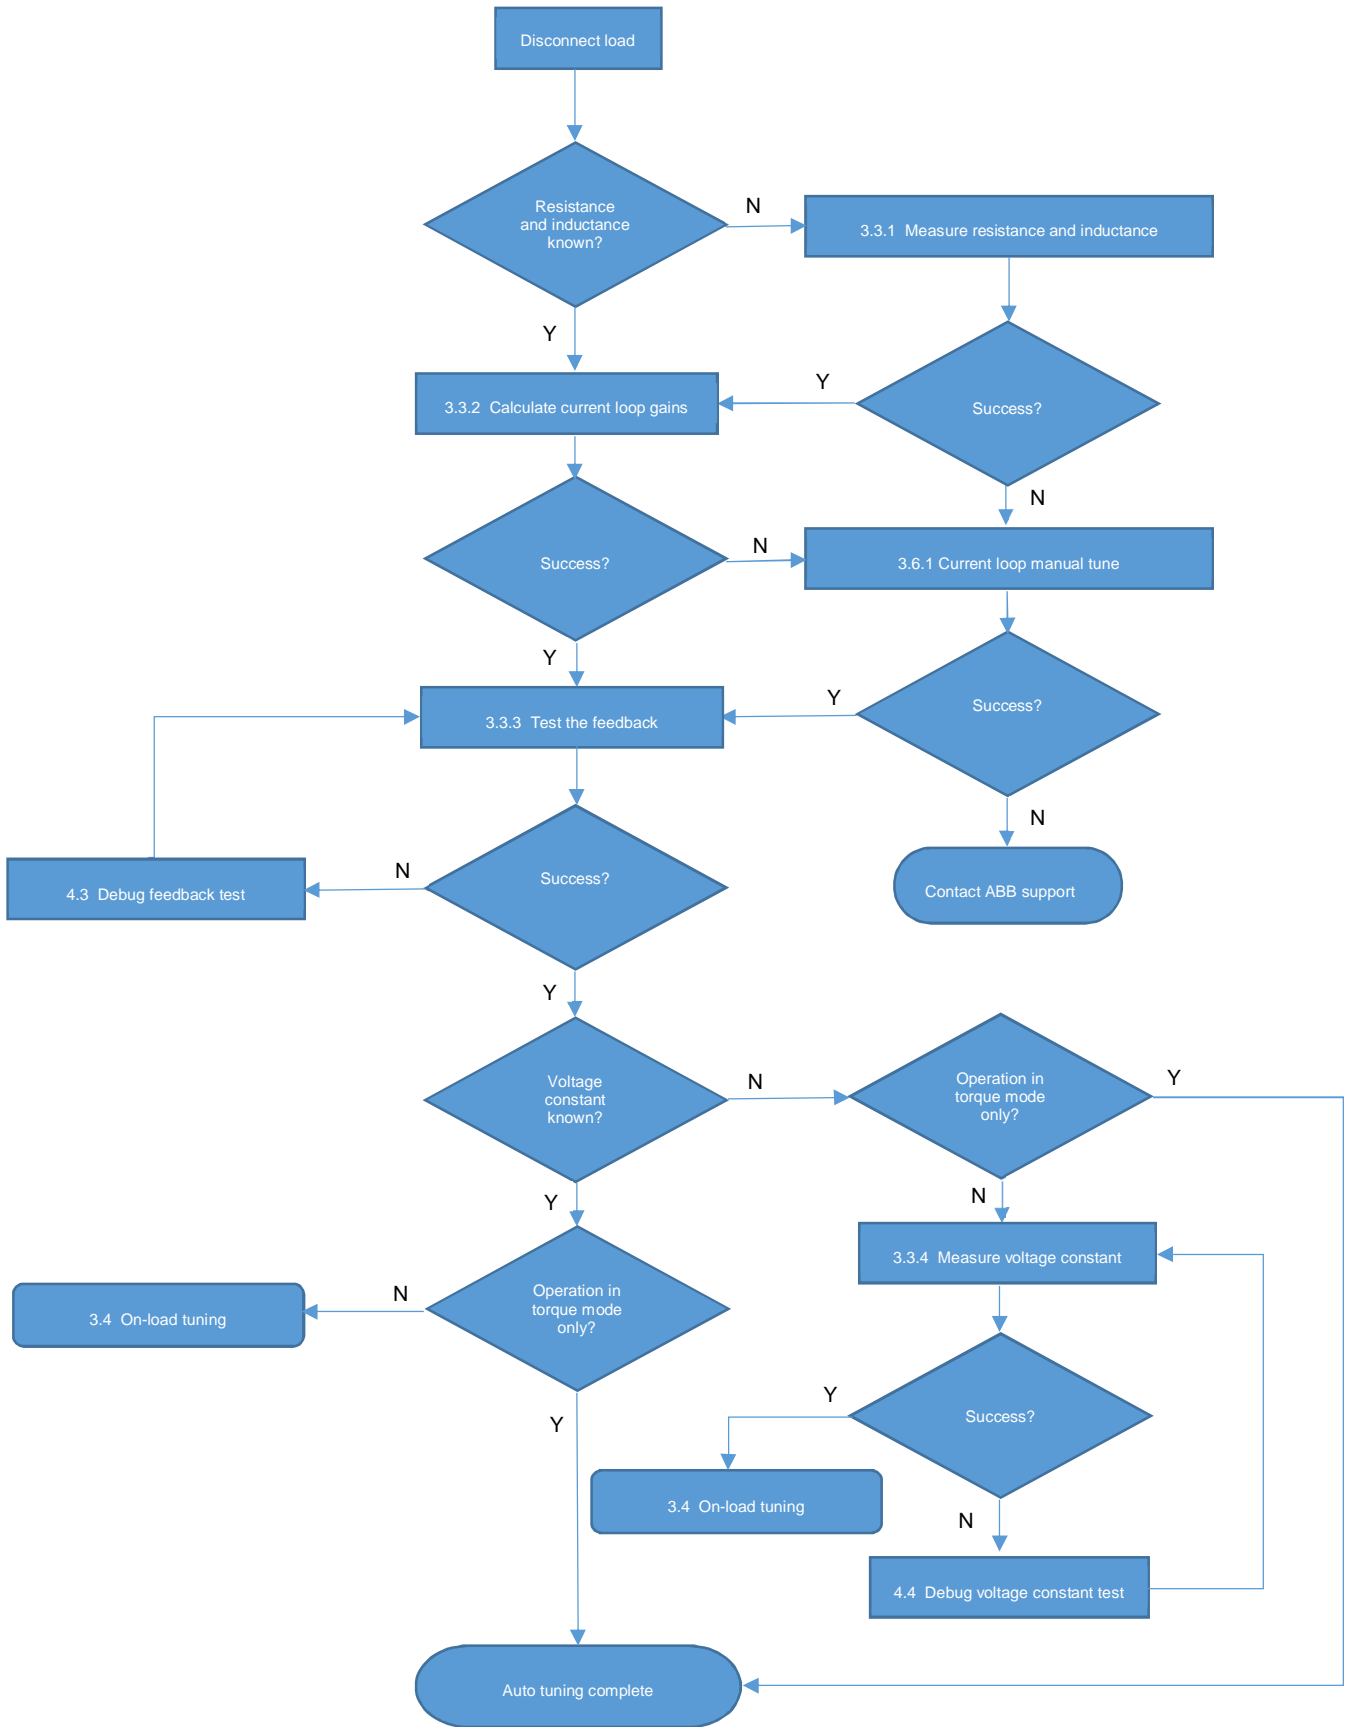 Disconnect load
Resistance
and inductance
known?
N
3.3.1  Measure resistance and inductance
Y
3.3.2  Calculate current loop gains
Y
Success?
N
Success?
N
3.6.1 Current loop manual tune
Y
3.3.3  Test the feedback
Y
Success?
N
4.3  Debug feedback test
N
Success?
Contact ABB support
Y
Voltage
constant
known?
N
Operation in
torque mode
only?
Y
Y
N
3.3.4  Measure voltage constant
3.4  On-load tuning
N
Operation in
torque mode
only?
Y
Y
Success?
3.4  On-load tuning
N
4.4  Debug voltage constant test
Auto tuning complete